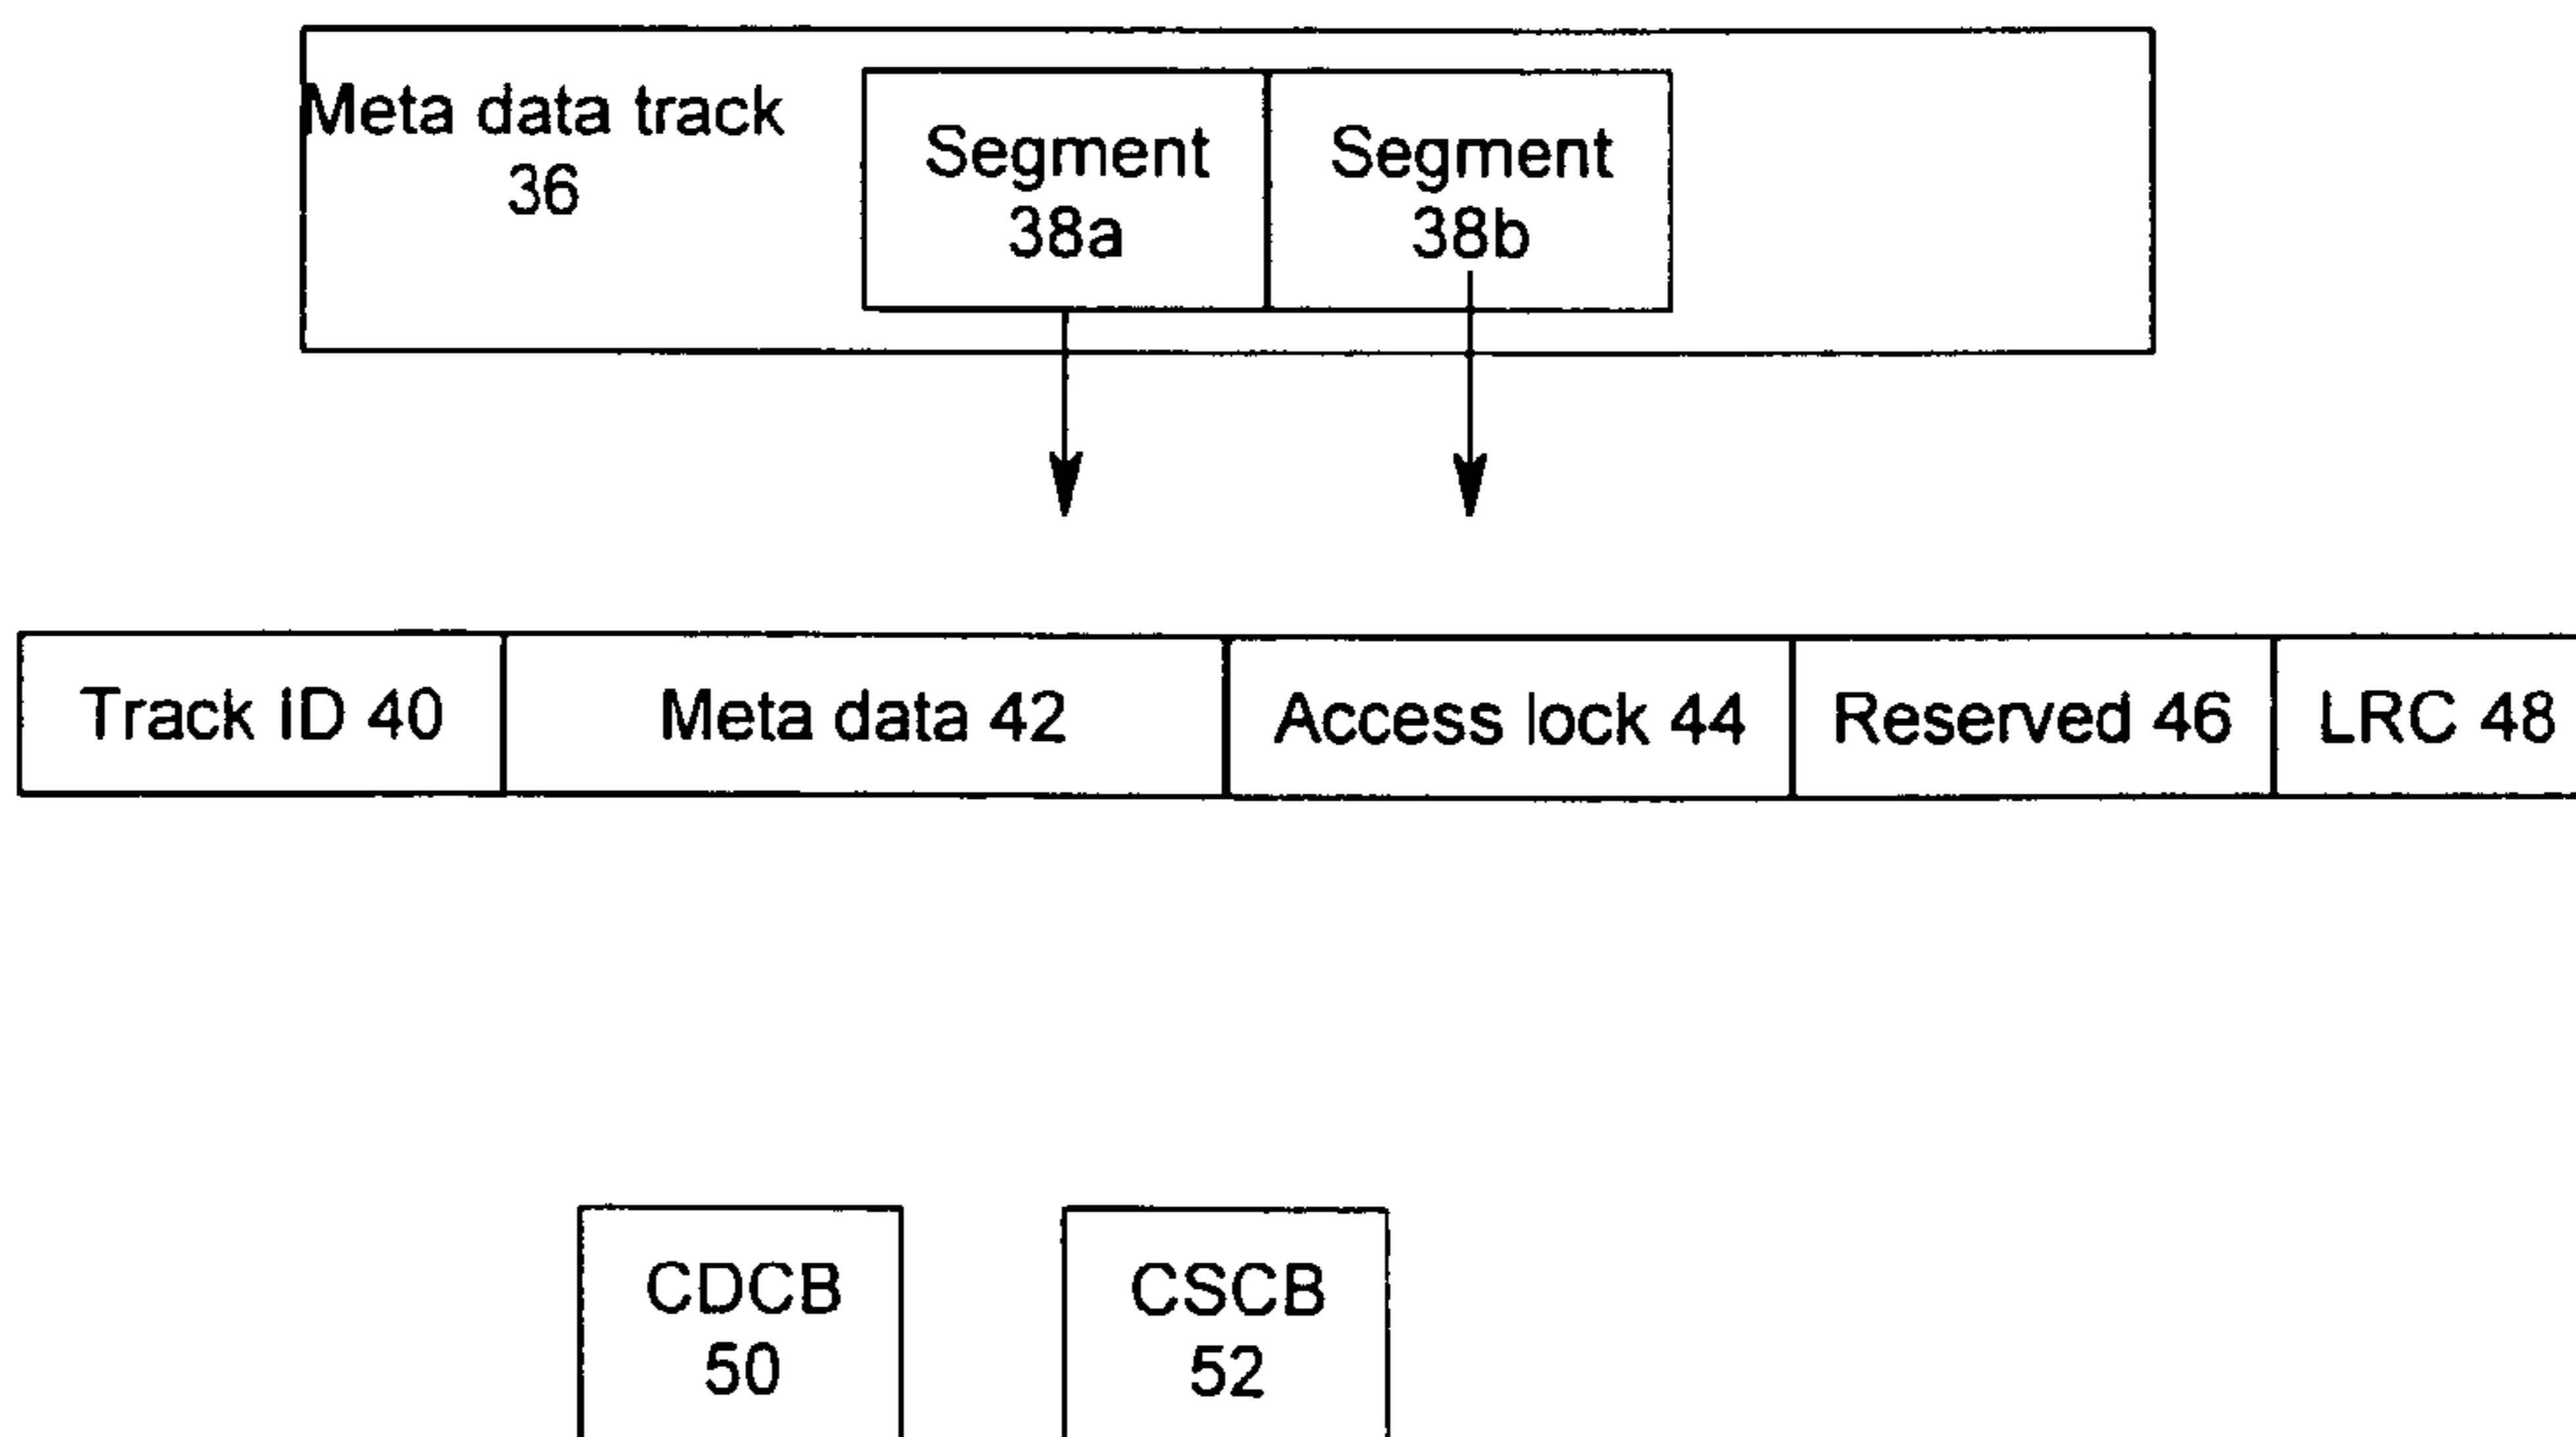 Meta data track
36
Segment
38a
Segment
38b
Track ID 40
Meta data 42
Access lock 44
Reserved 46
LRC 48
CDCB
50
CSCB
52